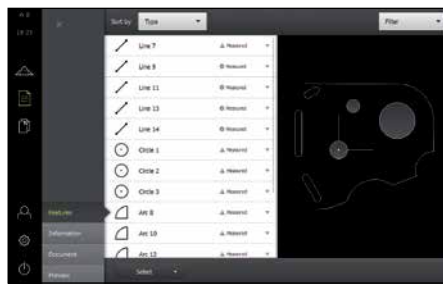 Sort by Type Filter
Line 7 Measured
Line 9 Measured
Line 11 Measured
Line 13 Measured
Line 14 Measured
Circle 1 Measured
Circle 2 Measured
Circle 3 Measured
Features Arc 8 Measured
Information Arc 10 Measured
Document Arc 12 Measured
Preview Select